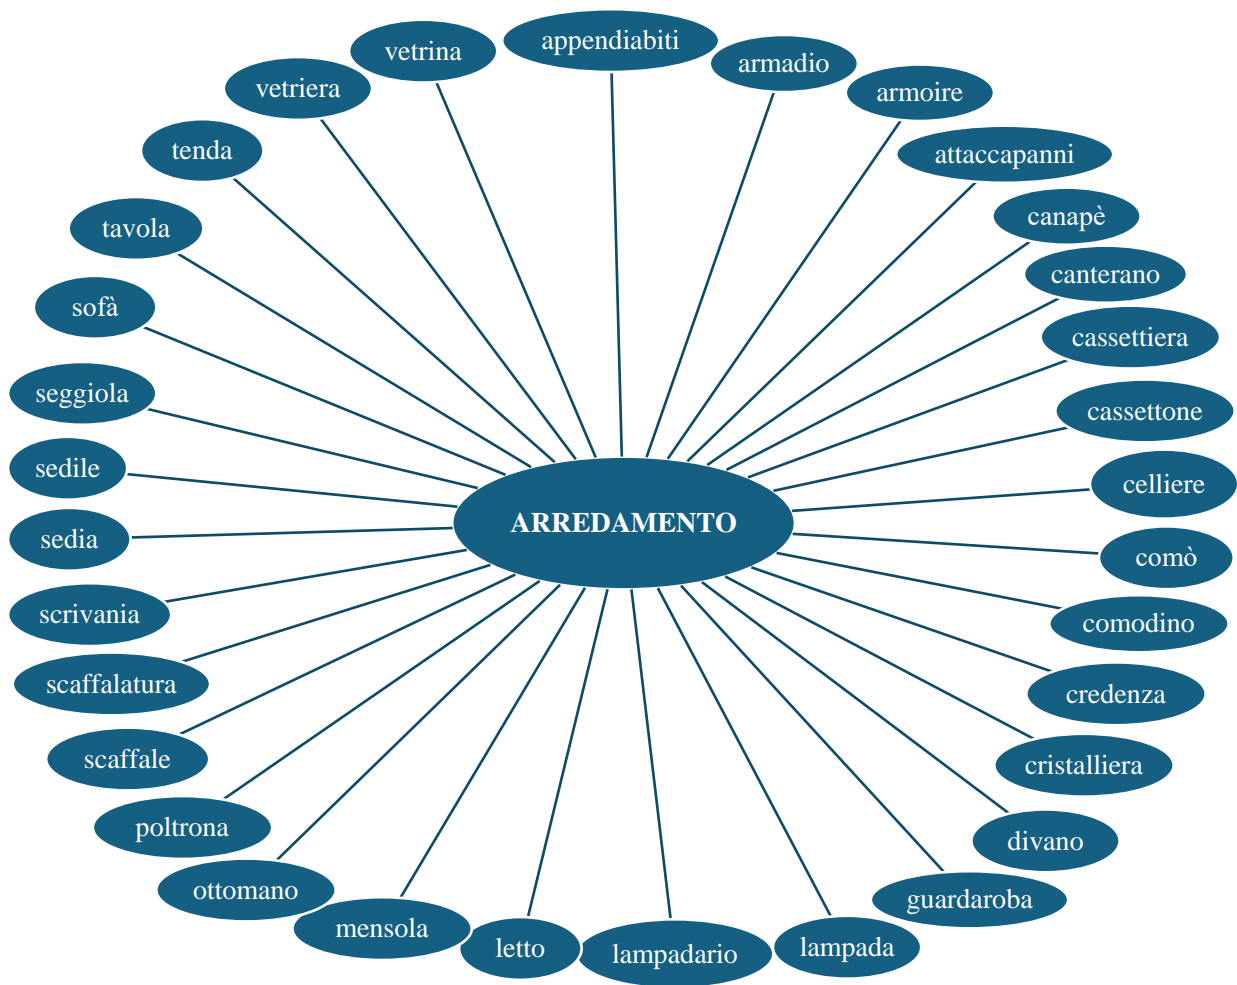 ARREDAMENTO
appendiabiti
armadio
armoire
attaccapanni
canapè
canterano
cassettiera
cassettone
celliere
comò
comodino
credenza
cristalliera
divano
guardaroba
lampada
lampadario
letto
mensola
ottomano
poltrona
scaffale
scaffalatura
scrivania
sedia
sedile
seggiola
sofà
tavola
tenda
vetriera
vetrina